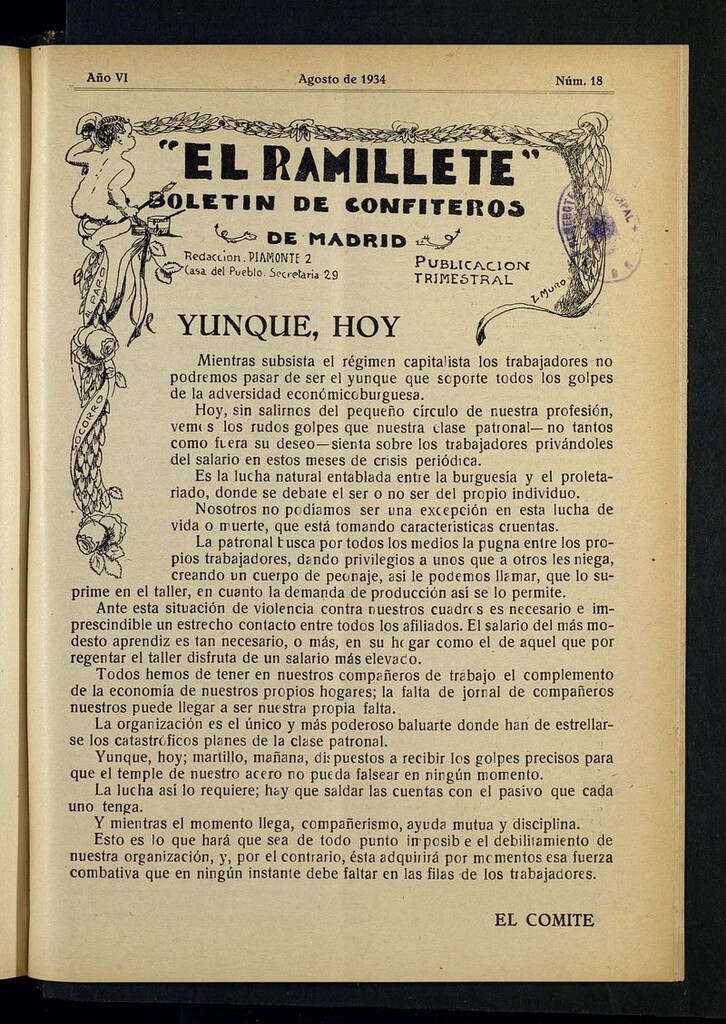 Año VI Agosto de 1934 Núm. 18
"EL RAMILLETE"
BOLETIN DE CONFITEROS
DE MADRID
Redaccion. PIAMONTE 2
Casa del Pueblo. Secretaria 29
PUBLICACION
TRIMESTRAL
Z MURO
PARO
SOCORRO
YUNQUE, HOY
Mientras subsista el régimen capitalista los trabajadores no
podremos pasar de ser el yunque que soporte todos los golpes
de la adversidad económicoburguesa.
Hoy, sin salirnos del pequeño círculo de nuestra profesión,
vemos los rudos golpes que nuestra clase patronal—no tantos
como fuera su deseo—sienta sobre los trabajadores privándoles
del salario en estos meses de crisis periódica.
Es la lucha natural entablada entre la burguesía y el proleta-
riado, donde se debate el ser o no ser del propio individuo.
Nosotros no podíamos ser una excepción en esta lucha de
vida o muerte, que está tomando caracteristicas cruentas.
La patronal busca por todos los medios la pugna entre los pro-
pios trabajadores, dando privilegios a unos que a otros les niega,
creando un cuerpo de peonaje, así le podemos llamar, que lo su-
prime en el taller, en cuanto la demanda de producción así se lo permite.
Ante esta situación de violencia contra nuestros cuadros es necesario e im-
prescindible un estrecho contacto entre todos los afiliados. El salario del más mo-
desto aprendiz es tan necesario, o más, en su hogar como el de aquel que por
regentar el taller disfruta de un salario más elevado.
Todos hemos de tener en nuestros compañeros de trabajo el complemento
de la economía de nuestros propios hogares; la falta de jornal de compañeros
nuestros puede llegar a ser nuestra propia falta.
La organización es el único y más poderoso baluarte donde han de estrellar-
se los catastróficos planes de la clase patronal.
Yunque, hoy; martillo, mañana, dispuestos a recibir los golpes precisos para
que el temple de nuestro acero no pueda falsear en ningún momento.
La lucha así lo requiere; hay que saldar las cuentas con el pasivo que cada
uno tenga.
Y mientras el momento llega, compañerismo, ayuda mutua y disciplina.
Esto es lo que hará que sea de todo punto imposible el debilitamiento de
nuestra organización, y, por el contrario, ésta adquirirá por momentos esa fuerza
combativa que en ningún instante debe faltar en las filas de los trabajadores.
EL COMITE